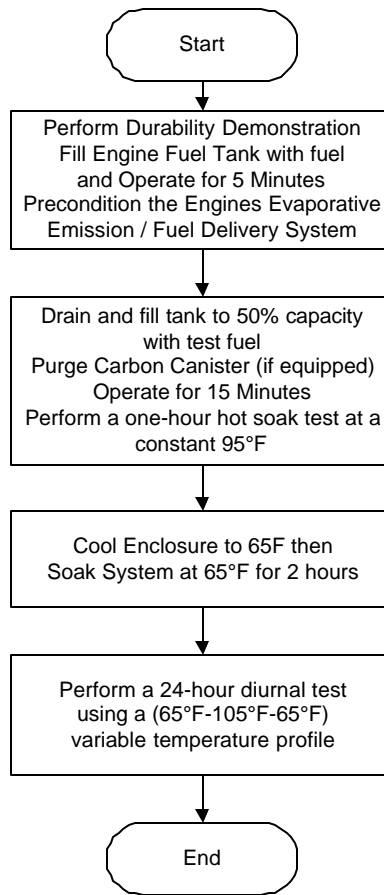 Start
Perform Durability Demonstration
Fill Engine Fuel Tank with fuel
and Operate for 5 Minutes
Precondition the Engines Evaporative
Emission / Fuel Delivery System
Drain and fill tank to 50% capacity
with test fuel
Purge Carbon Canister (if equipped)
Operate for 15 Minutes
Perform a one-hour hot soak test at a
constant 95°F
Cool Enclosure to 65F then
Soak System at 65°F for 2 hours
Perform a 24-hour diurnal test
using a (65°F-105°F-65°F)
variable temperature profile
End